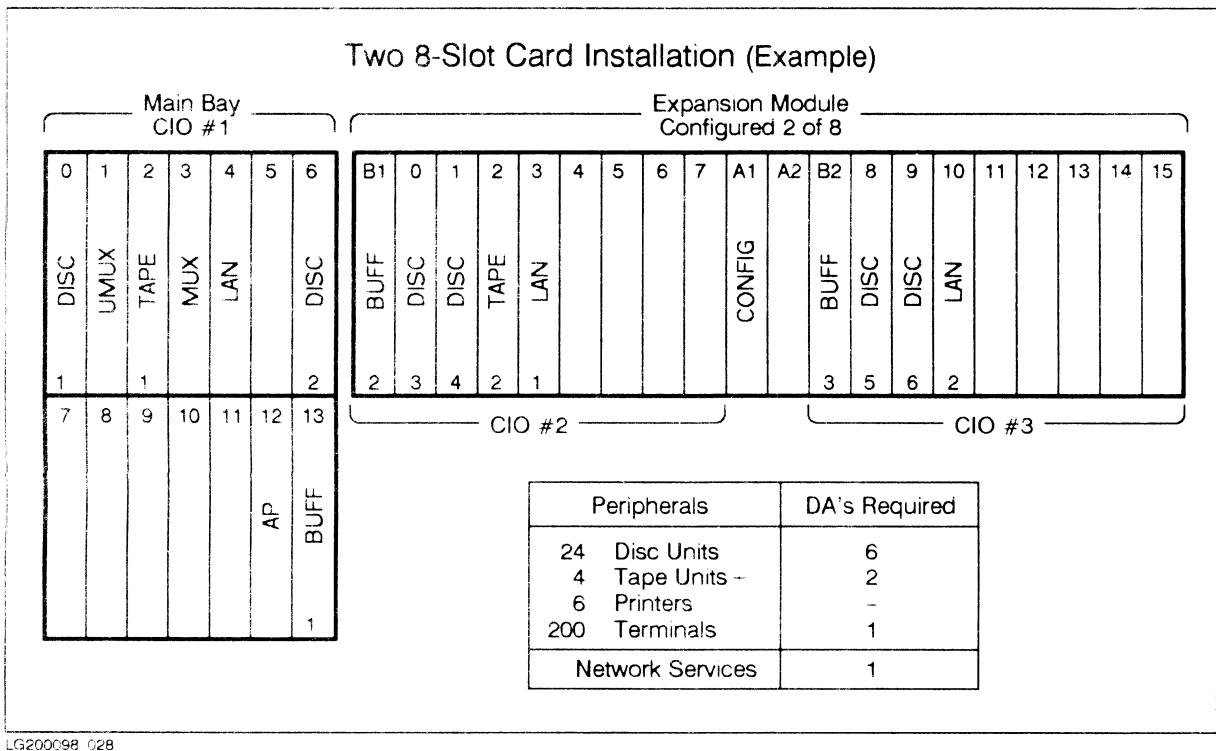 Two 8-Slot Card Installation (Example)
Main Bay
CIO #1
Expansion Module
Configured 2 of 8
0 1 2 3 4 5 6
DISC UMUX TAPE MUX LAN DISC
1 1 2
7 8 9 10 11 12 13
AP BUFF
1
B1 0 1 2 3 4 5 6 7 A1 A2 B2 8 9 10 11 12 13 14 15
BUFF DISC DISC TAPE LAN CONFIG BUFF DISC DISC LAN
2 3 4 2 1 3 5 6 2
CIO #2
CIO #3
Peripherals DA's Required
24 Disc Units 6
4 Tape Units - 2
6 Printers -
200 Terminals 1
Network Services 1
LG200098_028